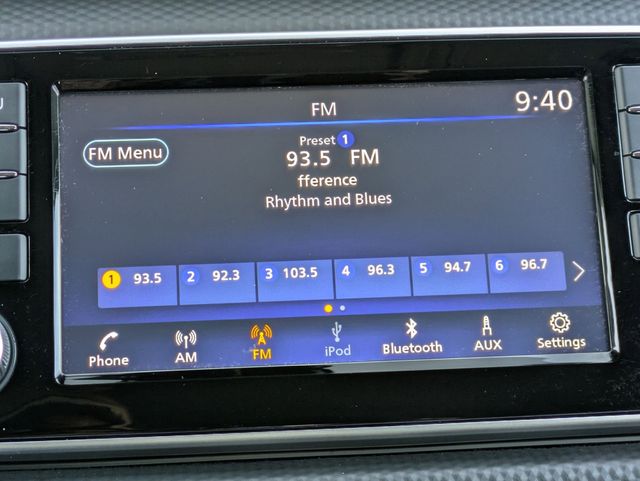 FM
9:40
FM Menu
Preset 1
93.5 FM
fference
Rhythm and Blues
1 93.5 2 92.3 3 103.5 4 96.3 5 94.7 6 96.7
Phone AM FM iPod Bluetooth AUX Settings